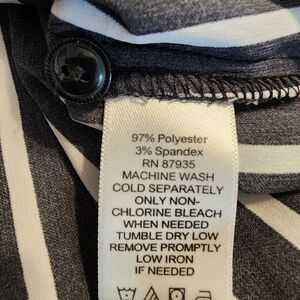 97% Polyester
3% Spandex
RN 87935
MACHINE WASH
COLD SEPARATELY
ONLY NON-
CHLORINE BLEACH
WHEN NEEDED
TUMBLE DRY LOW
REMOVE PROMPTLY
LOW IRON
IF NEEDED